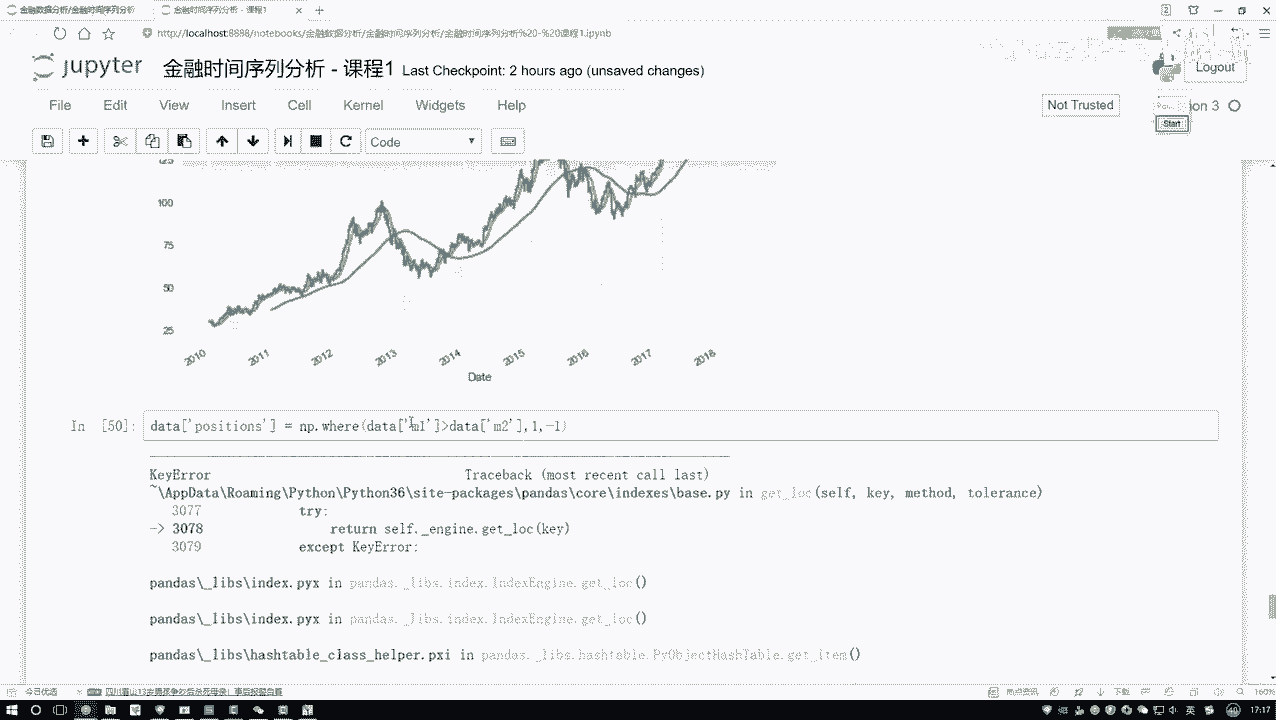 金融数据分析/金融时间序列分析
金融时间序列分析 - 课程1
http://localhost:8888/notebooks/金融数据分析/金融时间序列分析/金融时间序列分析%20-%20课程1.ipynb
jupyter 金融时间序列分析 - 课程1 Last Checkpoint: 2 hours ago (unsaved changes)
Logout
File Edit View Insert Cell Kernel Widgets Help
Not Trusted
on 3
Start
Code
125
100
75
50
25
2010 2011 2012 2013 2014 2015 2016 2017 2018
Date
In [50]: data['positions'] = np.where(data['m1']>data['m2'],1,-1)
KeyError Traceback (most recent call last)
~\AppData\Roaming\Python\Python36\site-packages\pandas\core\indexes\base.py in get_loc(self, key, method, tolerance)
3077 try:
-> 3078 return self._engine.get_loc(key)
3079 except KeyError:
pandas\_libs\index.pyx in pandas._libs.index.IndexEngine.get_loc()
pandas\_libs\index.pyx in pandas._libs.index.IndexEngine.get_loc()
pandas\_libs\hashtable_class_helper.pxi in pandas._libs.hashtable.PyObjectHashTable.get_item()
今日优选
热点资讯
下载
160%
英
17:17